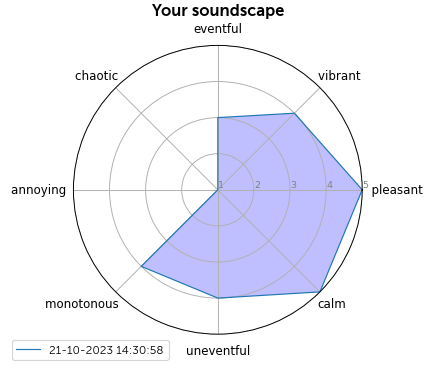 Your soundscape
eventful
chaotic
vibrant
annoying
1
2
3
4
5
pleasant
monotonous
calm
uneventful
21-10-2023 14:30:58